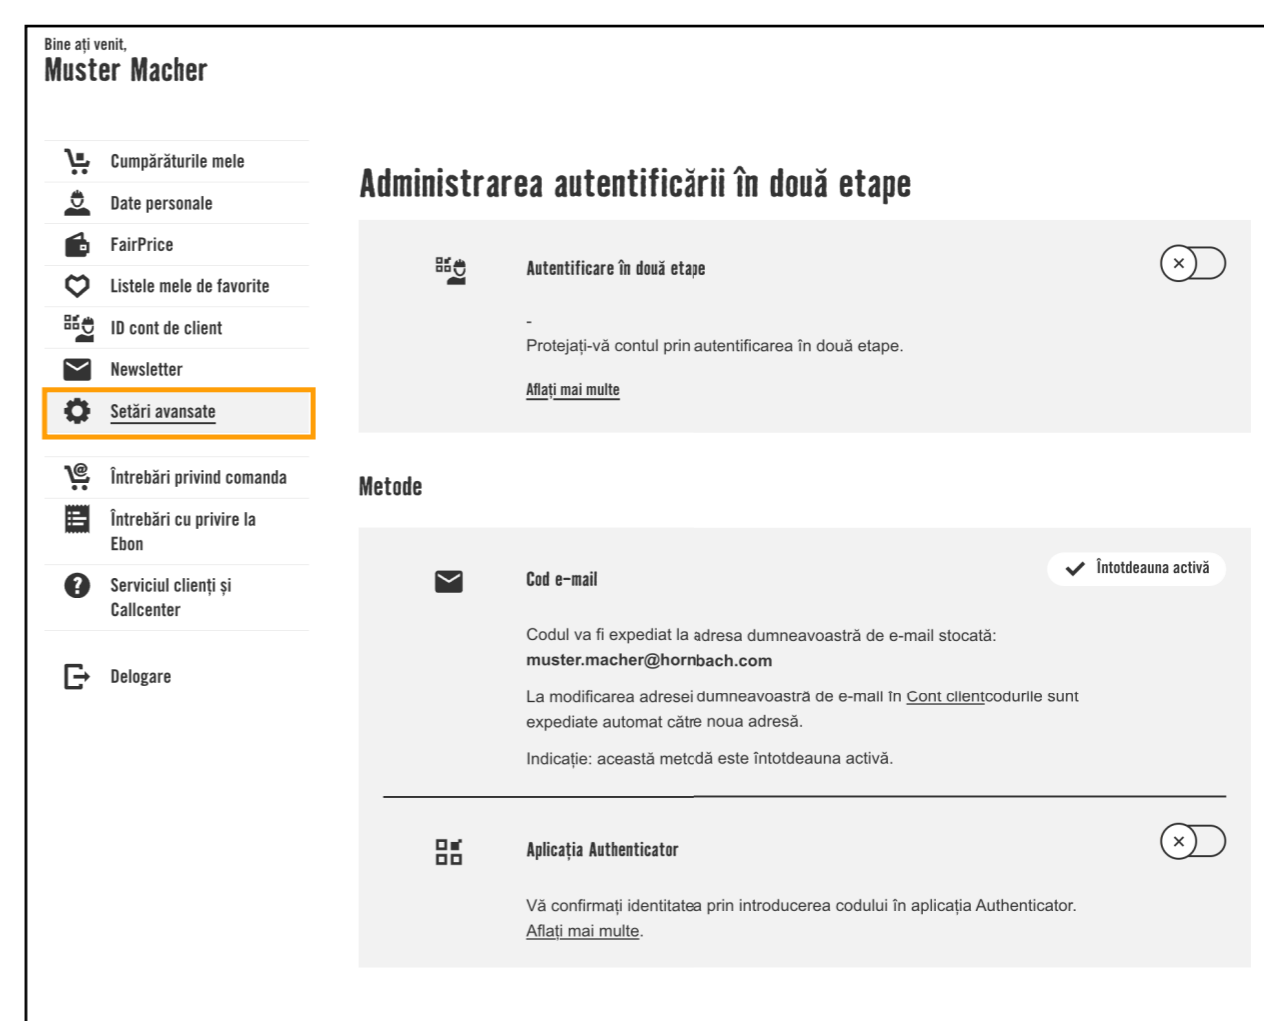 Bine ați venit,
Muster Macher
Cumpărăturile mele
Date personale
FairPrice
Listele mele de favorite
ID cont de client
Newsletter
Setări avansate
Întrebări privind comanda
Întrebări cu privire la
Ebon
Serviciul clienți și
Callcenter
Delogare
Administrarea autentificării în două etape
Autentificare în două etape
-
Protejați-vă contul prin autentificarea în două etape.
Aflați mai multe
Metode
Cod e-mail
Întotdeauna activă
Codul va fi expediat la adresa dumneavoastră de e-mail stocată:
muster.macher@hornbach.com
La modificarea adresei dumneavoastră de e-mail în Cont clientcodurile sunt
expediate automat către noua adresă.
Indicație: această metodă este întotdeauna activă.
Aplicația Authenticator
Vă confirmați identitatea prin introducerea codului în aplicația Authenticator.
Aflați mai multe.